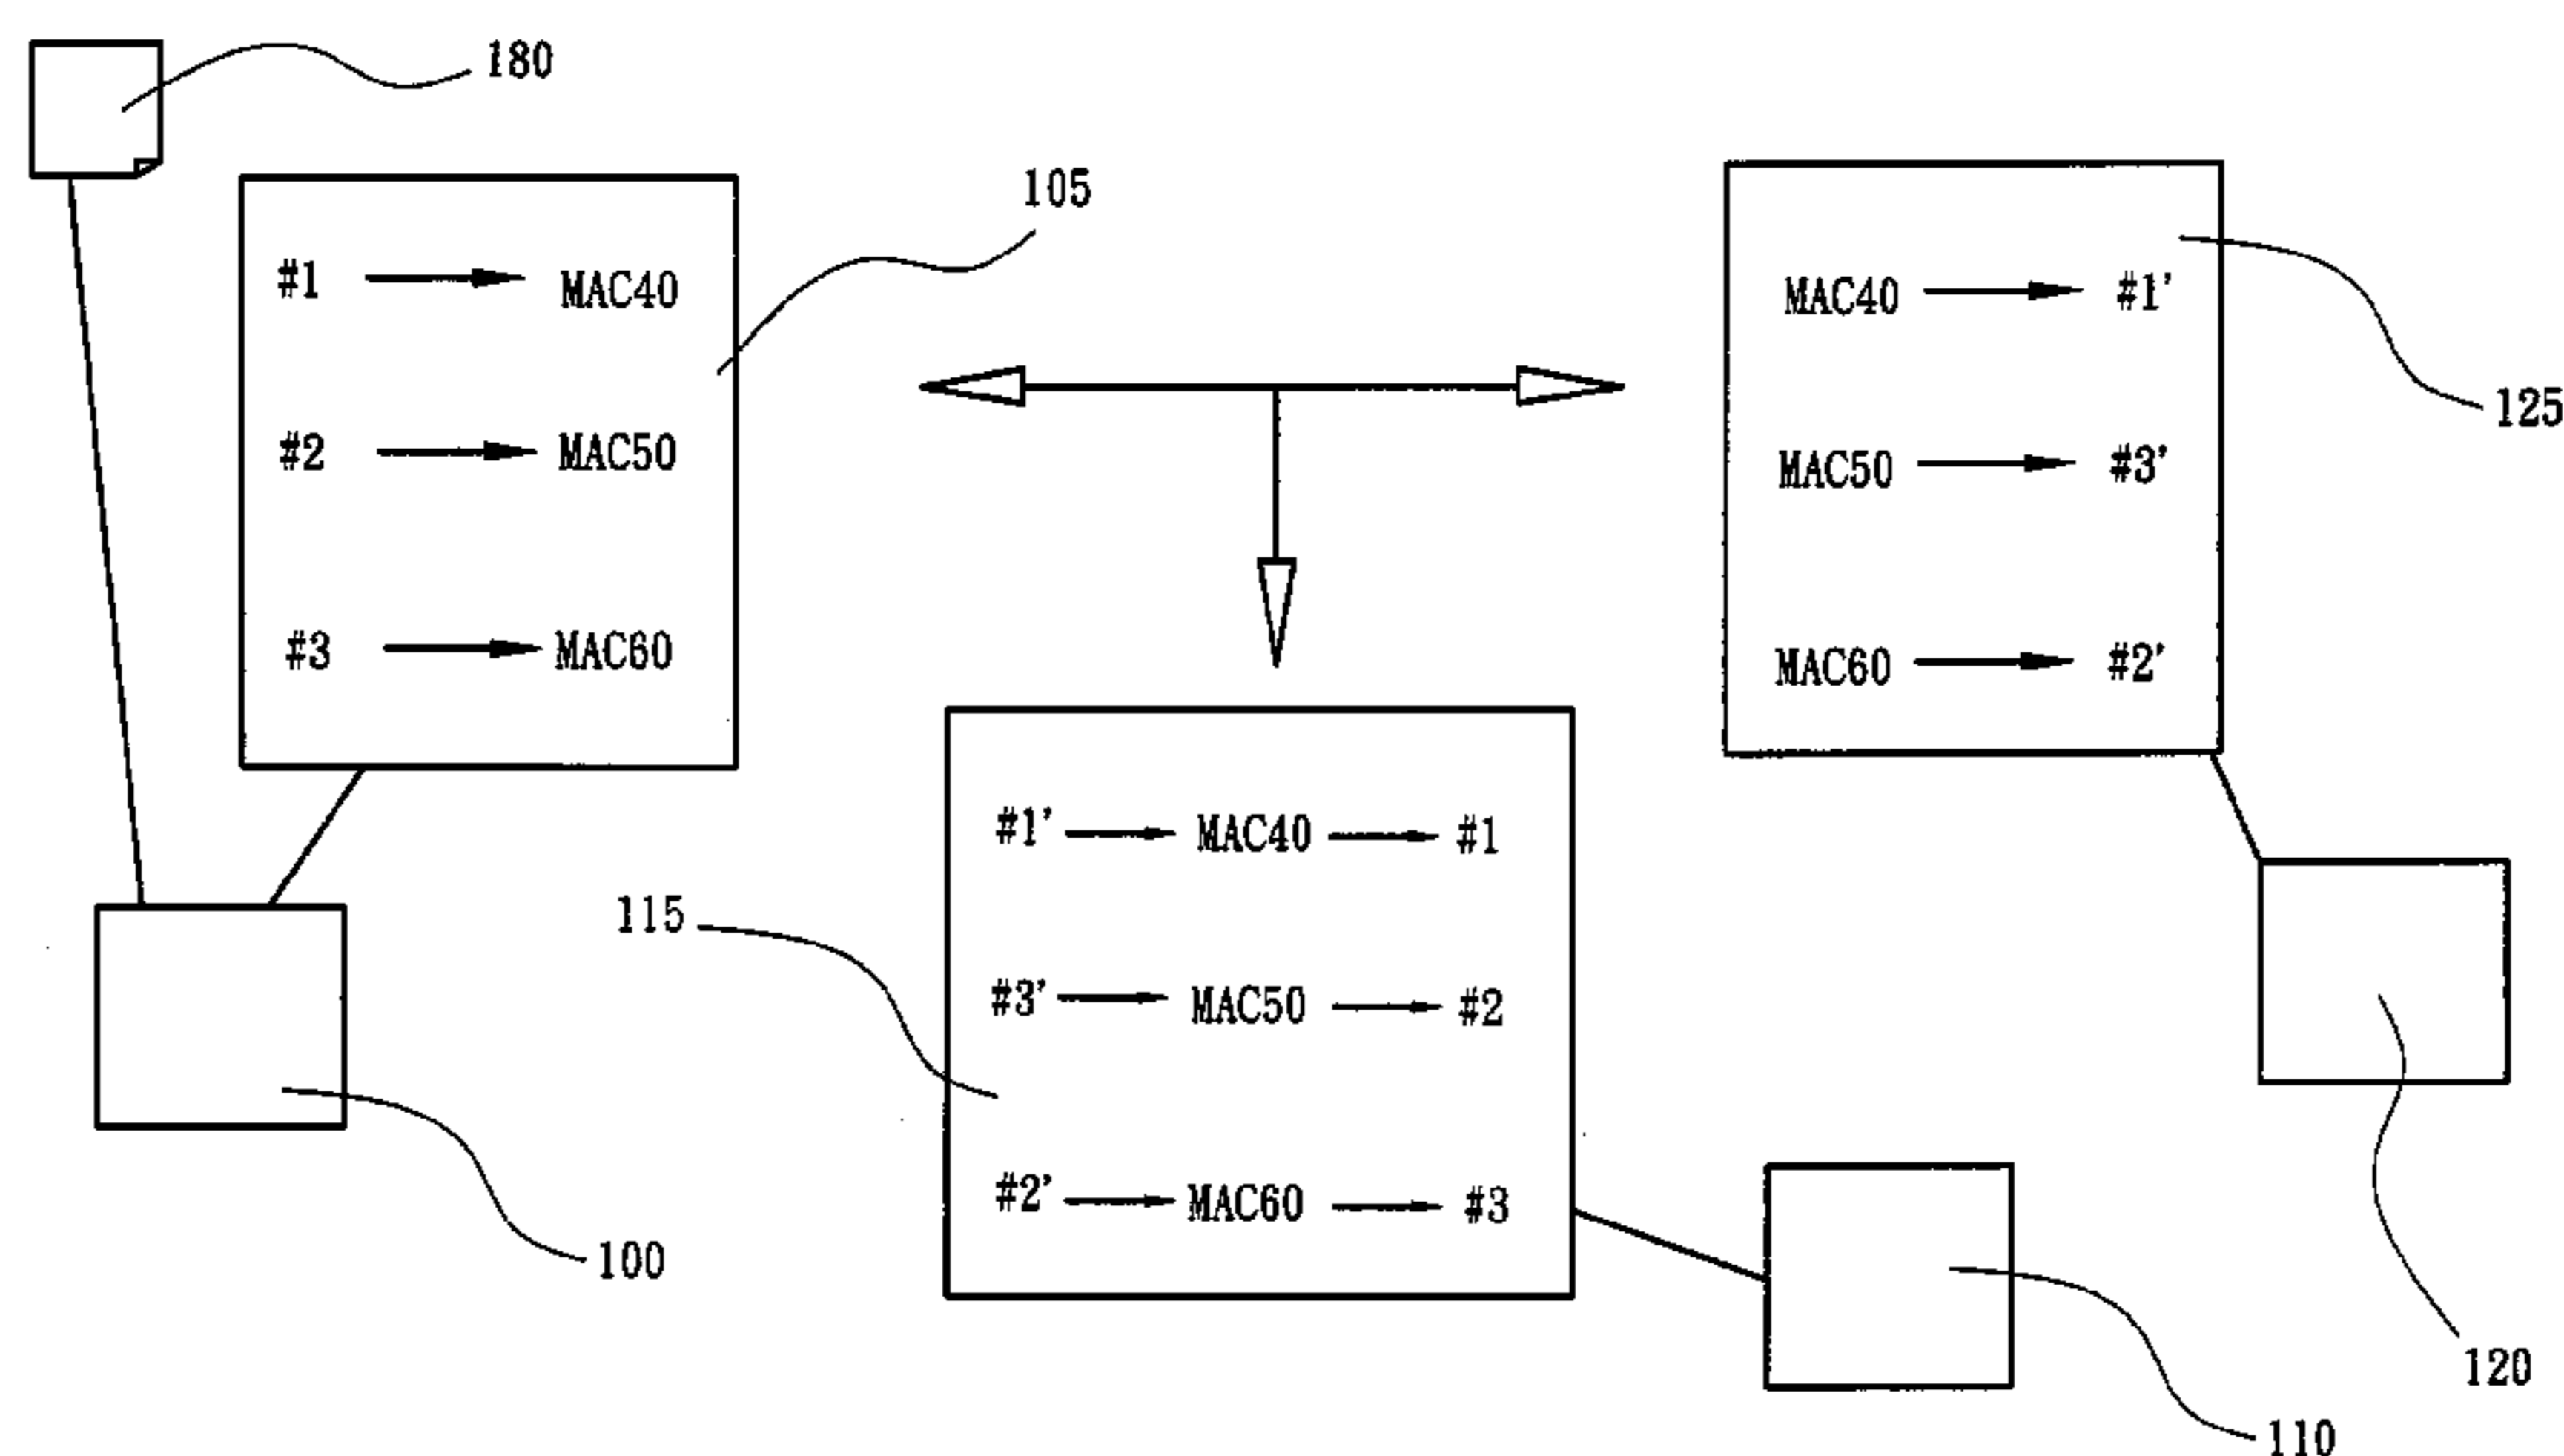 180
105
#1 MAC40
#2 MAC50
#3 MAC60
MAC40 #1'
MAC50 #3'
MAC60 #2'
125
115
#1' MAC40 #1
#3' MAC50 #2
#2' MAC60 #3
100
120
110